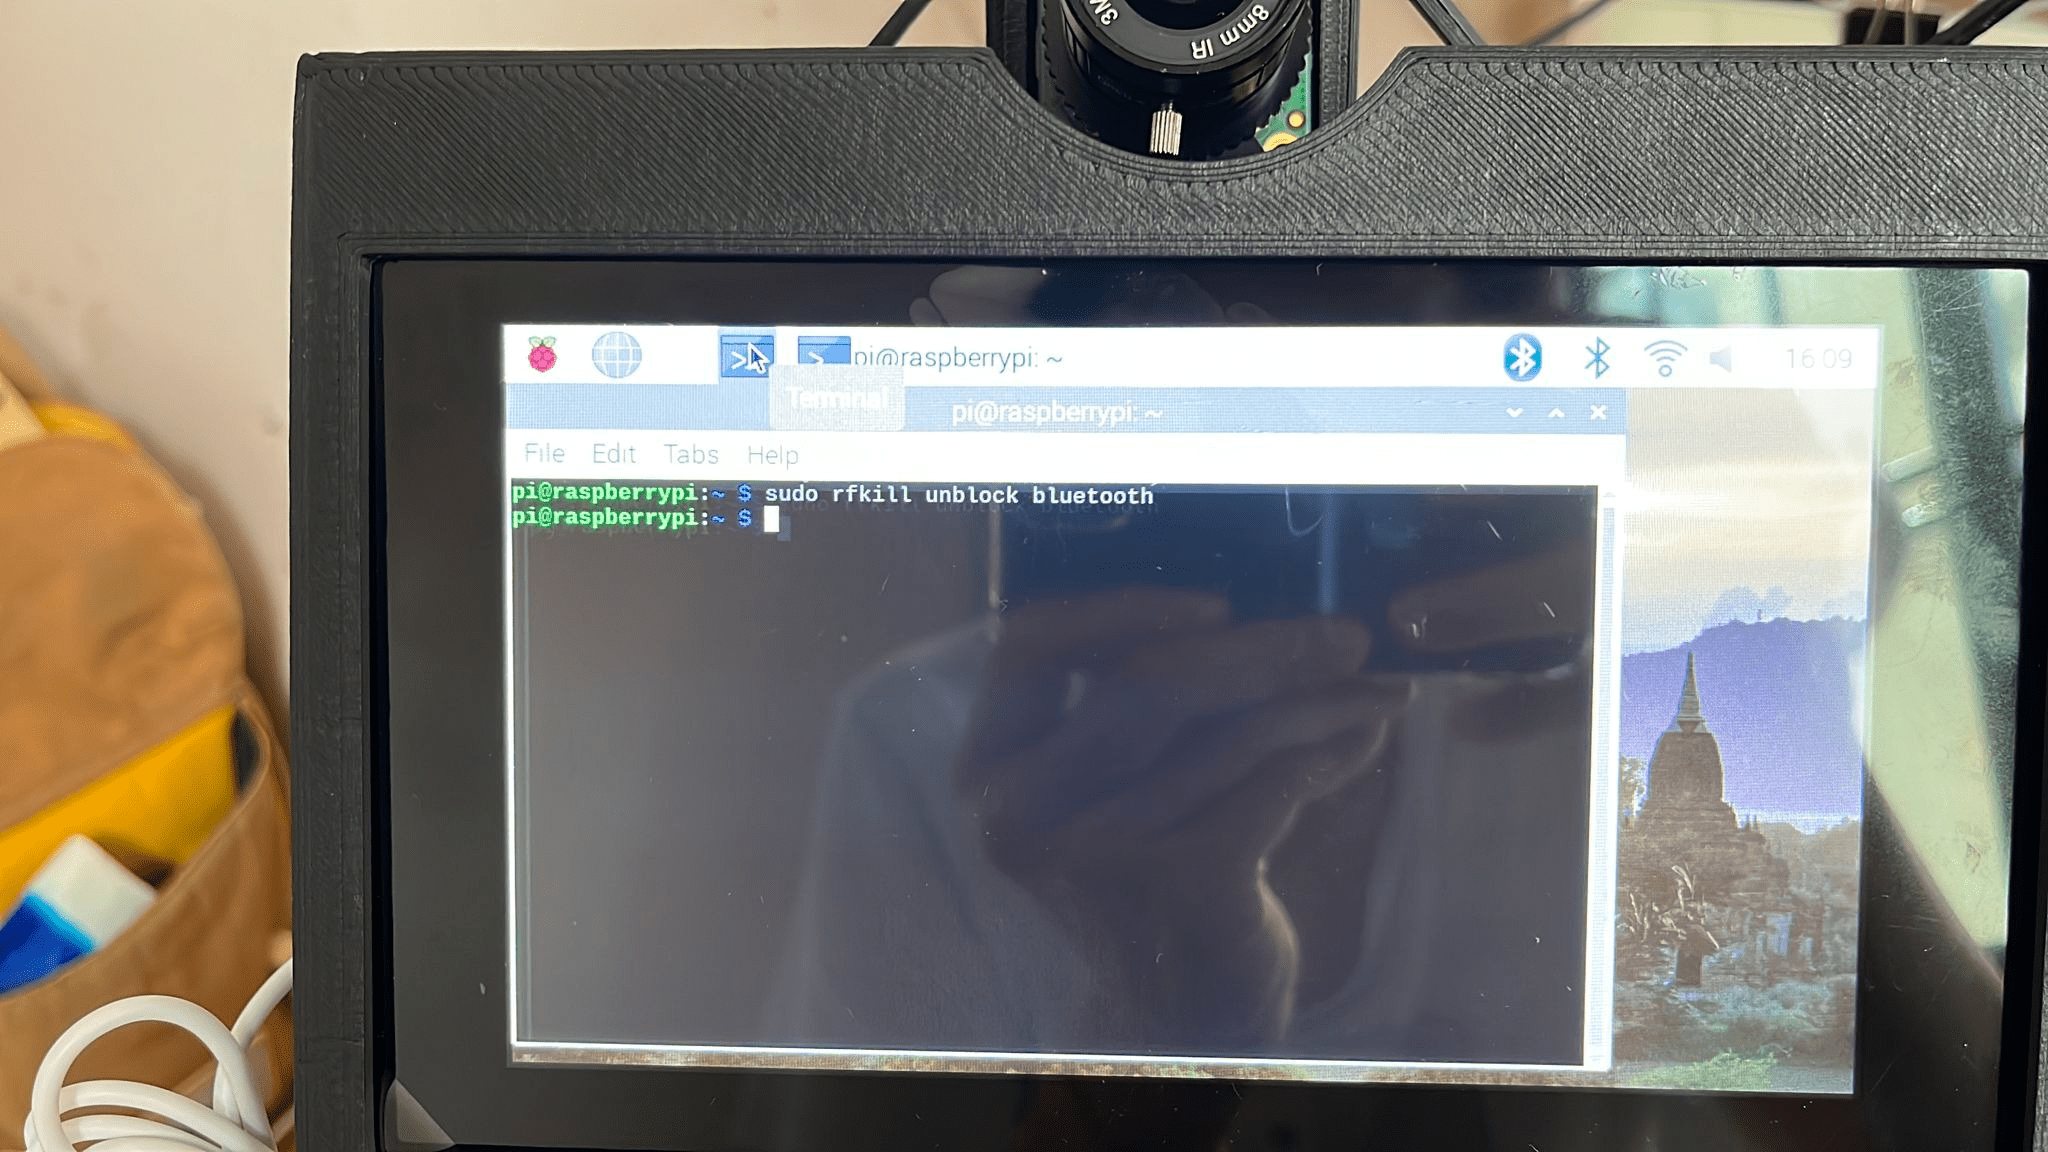 3M
8mm IR
pi@raspberrypi: ~
16:09
Terminal
pi@raspberrypi: ~
File Edit Tabs Help
pi@raspberrypi:~ $ sudo rfkill unblock bluetooth
pi@raspberrypi:~ $